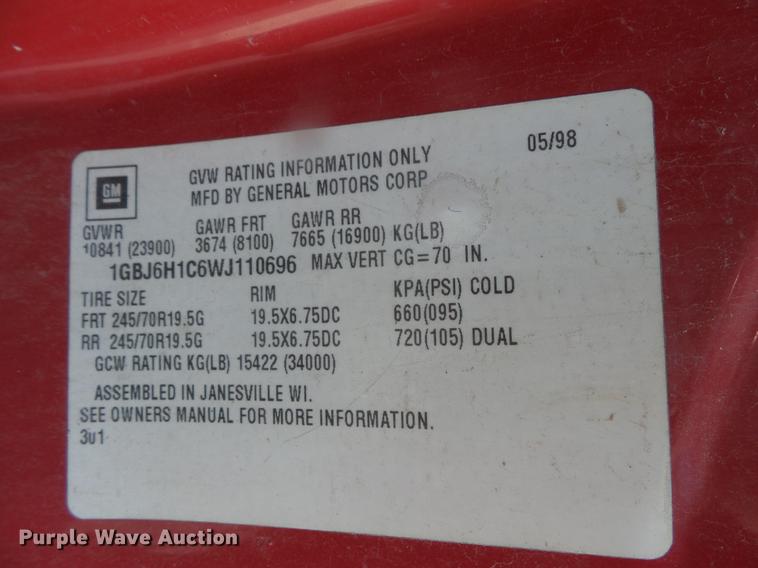 GM
GVW RATING INFORMATION ONLY 05/98
MFD BY GENERAL MOTORS CORP
GVWR GAWR FRT GAWR RR
10841 (23900) 3674 (8100) 7665 (16900) KG(LB)
1GBJ6H1C6WJ110696 MAX VERT CG=70 IN.
TIRE SIZE RIM KPA(PSI) COLD
FRT 245/70R19.5G 19.5X6.75DC 660(095)
RR 245/70R19.5G 19.5X6.75DC 720(105) DUAL
GCW RATING KG(LB) 15422 (34000)
ASSEMBLED IN JANESVILLE WI.
SEE OWNERS MANUAL FOR MORE INFORMATION.
3u1
Purple Wave Auction